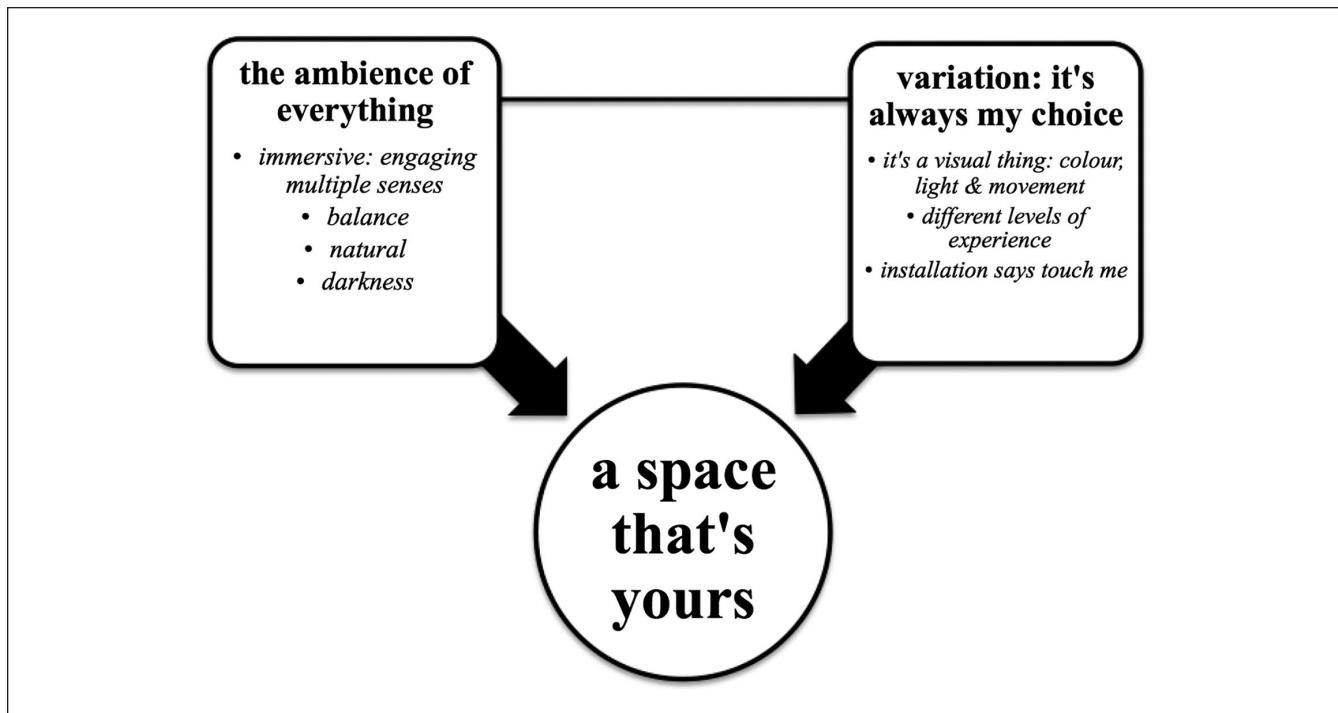 the ambience of
everything
• immersive: engaging
multiple senses
• balance
• natural
• darkness
variation: it's
always my choice
• it's a visual thing: colour,
light & movement
• different levels of
experience
• installation says touch me
a space
that's
yours